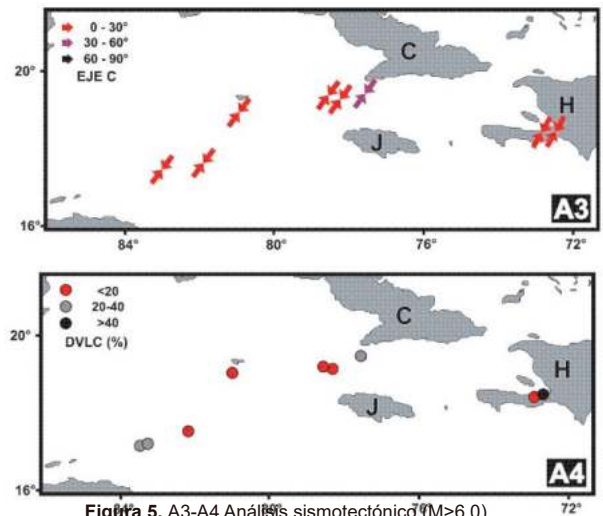 0 - 30°
30 - 60°
60 - 90°
EJE C
C
20°
H
J
A3
16°
84°
80°
76°
72°
<20
20-40
>40
DVLC (%)
C
20°
H
J
A4
16°
72°
Figura 5. A3-A4 Análisis sismotectónico (M>6.0)